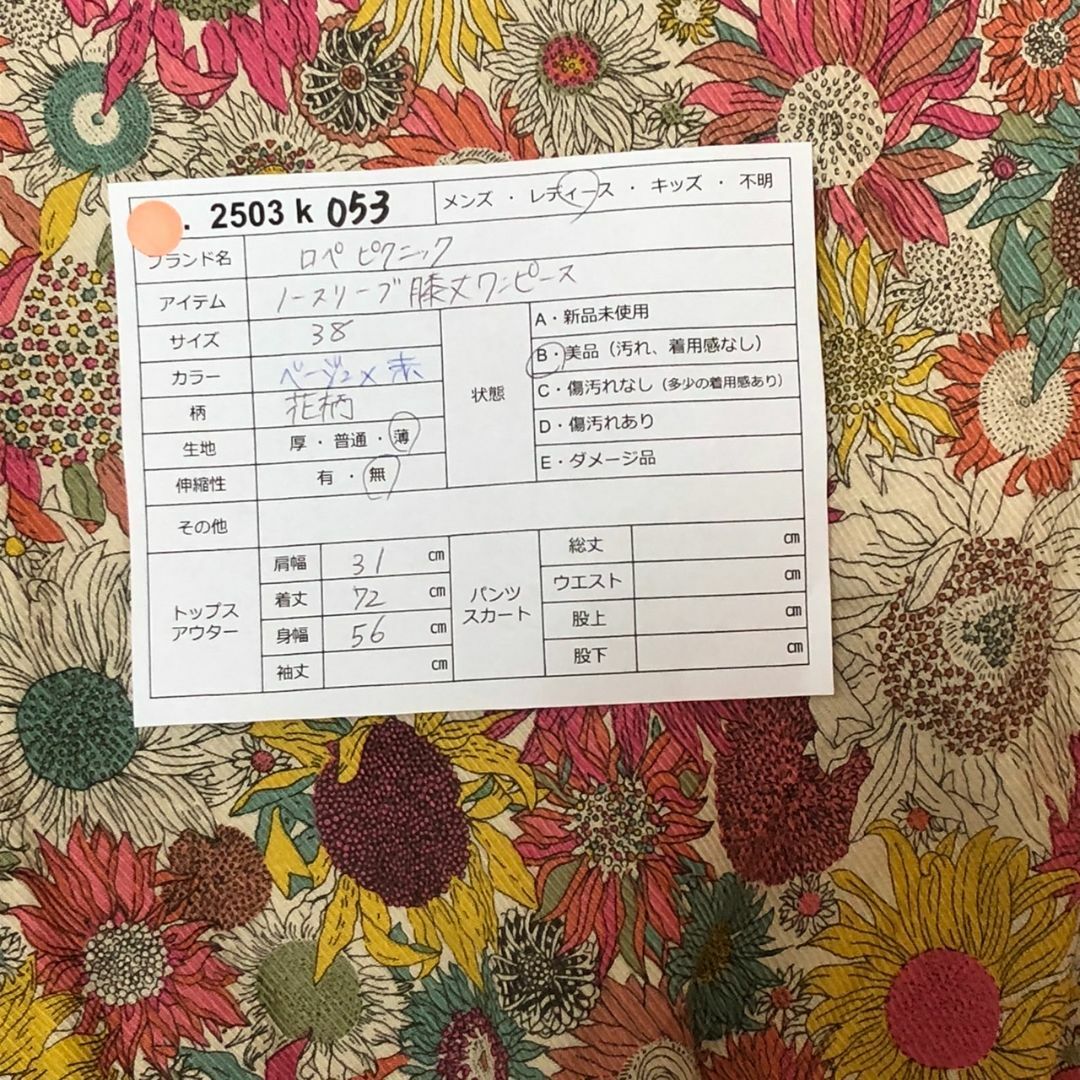 . 2503 k 053 メンズ ・ レディース ・ キッズ ・ 不明
ブランド名 ロペ ピクニック
アイテム ノースリーブ膝丈ワンピース
サイズ 38
カラー ベージュ×赤
柄 花柄
生地 厚 ・ 普通 ・ 薄
伸縮性 有 ・ 無
状態
A・新品未使用
B・美品（汚れ、着用感なし）
C・傷汚れなし（多少の着用感あり）
D・傷汚れあり
E・ダメージ品
その他
トップス
アウター
肩幅 31 cm
着丈 72 cm
身幅 56 cm
袖丈 cm
パンツ
スカート
総丈 cm
ウエスト cm
股上 cm
股下 cm